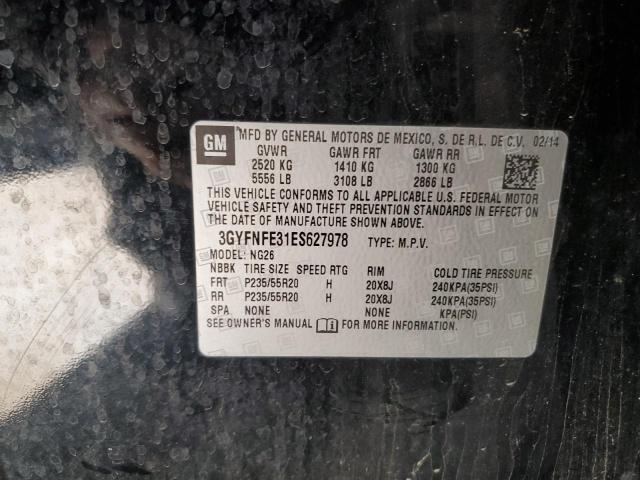 GM MFD BY GENERAL MOTORS DE MEXICO, S. DE R.L. DE C.V. 02/14
GVWR GAWR FRT GAWR RR
2520 KG 1410 KG 1300 KG
5556 LB 3108 LB 2866 LB
THIS VEHICLE CONFORMS TO ALL APPLICABLE U.S. FEDERAL MOTOR
VEHICLE SAFETY AND THEFT PREVENTION STANDARDS IN EFFECT ON
THE DATE OF MANUFACTURE SHOWN ABOVE.
3GYFNFE31ES627978 TYPE: M.P.V.
MODEL: NG26
NBBK TIRE SIZE SPEED RTG RIM COLD TIRE PRESSURE
FRT P235/55R20 H 20X8J 240KPA(35PSI)
RR P235/55R20 H 20X8J 240KPA(35PSI)
SPA NONE NONE KPA(PSI)
SEE OWNER'S MANUAL FOR MORE INFORMATION.